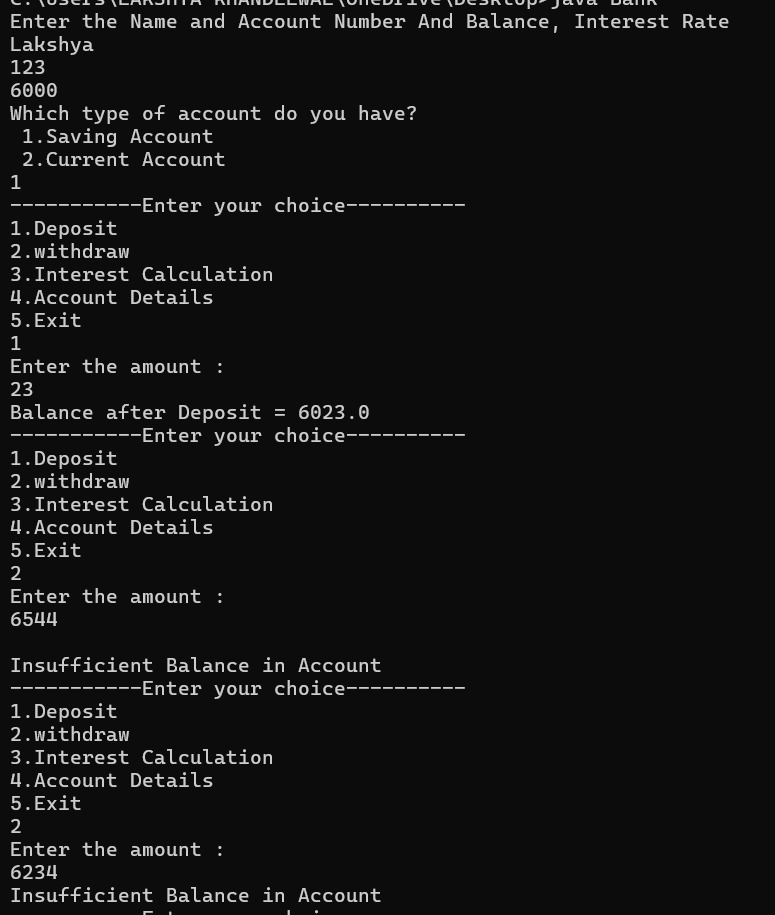 C:\Users\LAKSHYA KHANDELWAL\OneDrive\Desktop>java Bank
Enter the Name and Account Number And Balance, Interest Rate
Lakshya
123
6000
Which type of account do you have?
 1.Saving Account
 2.Current Account
1
-----------Enter your choice----------
1.Deposit
2.withdraw
3.Interest Calculation
4.Account Details
5.Exit
1
Enter the amount :
23
Balance after Deposit = 6023.0
-----------Enter your choice----------
1.Deposit
2.withdraw
3.Interest Calculation
4.Account Details
5.Exit
2
Enter the amount :
6544

Insufficient Balance in Account
-----------Enter your choice----------
1.Deposit
2.withdraw
3.Interest Calculation
4.Account Details
5.Exit
2
Enter the amount :
6234
Insufficient Balance in Account